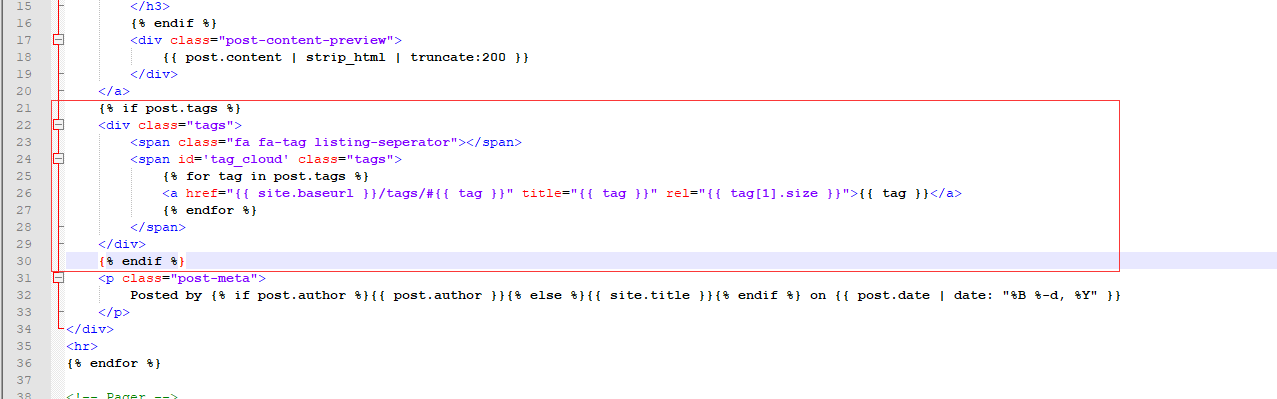 15 </h3>
16 {% endif %}
17 <div class="post-content-preview">
18 {{ post.content | strip_html | truncate:200 }}
19 </div>
20 </a>
21 {% if post.tags %}
22 <div class="tags">
23 <span class="fa fa-tag listing-seperator"></span>
24 <span id='tag_cloud' class="tags">
25 {% for tag in post.tags %}
26 <a href="{{ site.baseurl }}/tags/#{{ tag }}" title="{{ tag }}" rel="{{ tag[1].size }}">{{ tag }}</a>
27 {% endfor %}
28 </span>
29 </div>
30 {% endif %}
31 <p class="post-meta">
32 Posted by {% if post.author %}{{ post.author }}{% else %}{{ site.title }}{% endif %} on {{ post.date | date: "%B %-d, %Y" }}
33 </p>
34 </div>
35 <hr>
36 {% endfor %}
37
38 <!-- Pager -->